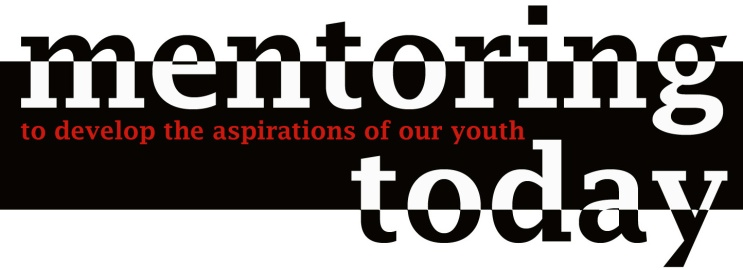 mentoring
to develop the aspirations of our youth
today